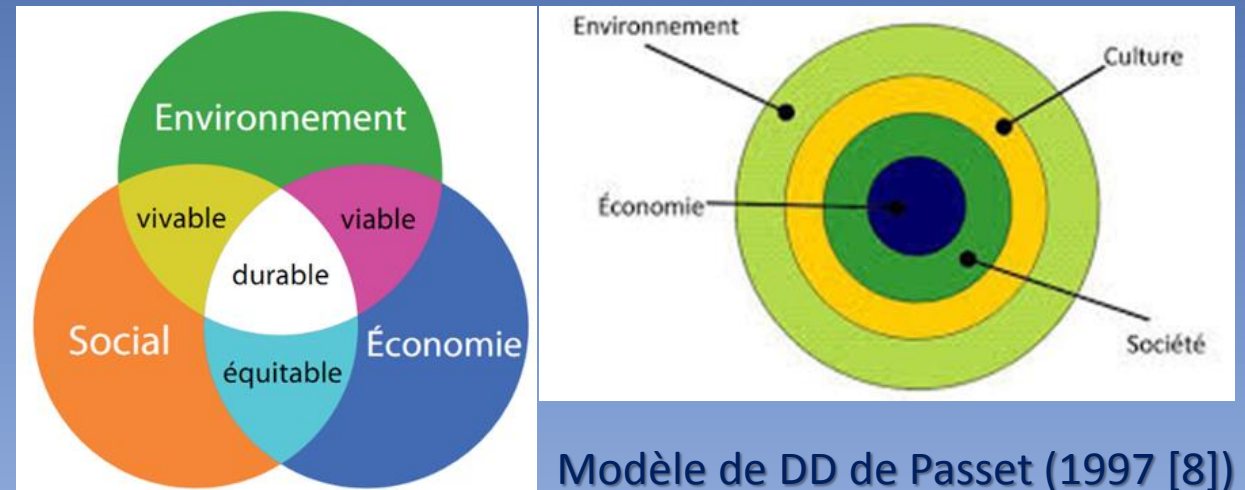 Environnement
vivable
viable
durable
Social
Économie
équitable
Environnement
Culture
Économie
Société
Modèle de DD de Passet (1997 [8])